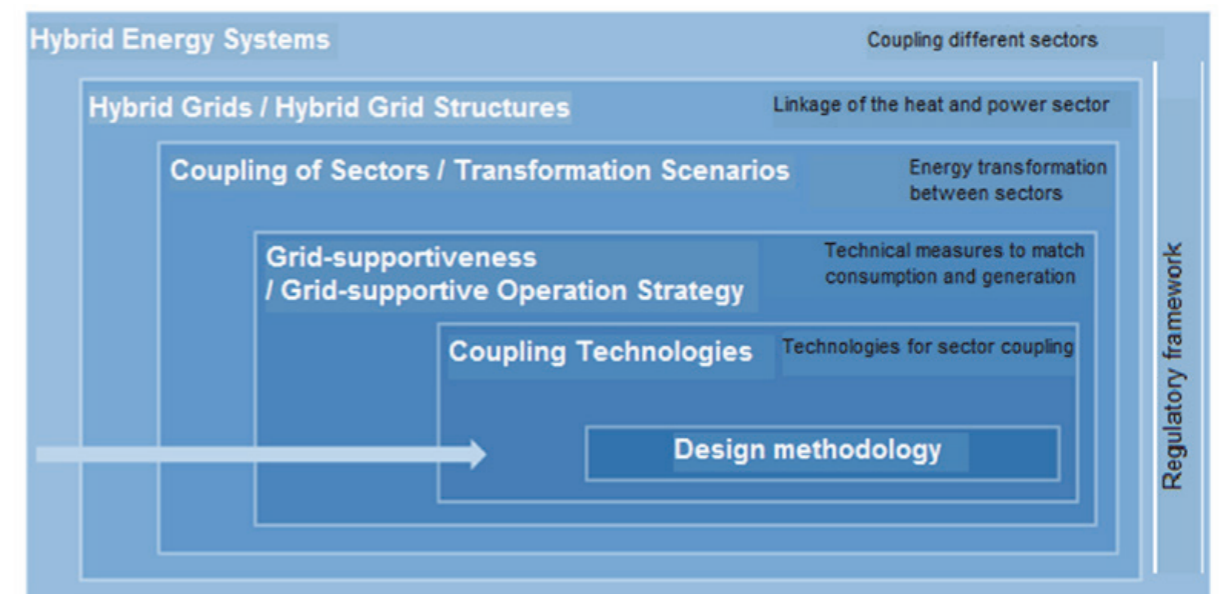 Hybrid Energy Systems
Coupling different sectors
Hybrid Grids / Hybrid Grid Structures
Linkage of the heat and power sector
Coupling of Sectors / Transformation Scenarios
Energy transformation
between sectors
Grid-supportiveness
/ Grid-supportive Operation Strategy
Technical measures to match
consumption and generation
Coupling Technologies
Technologies for sector coupling
Design methodology
Regulatory framework